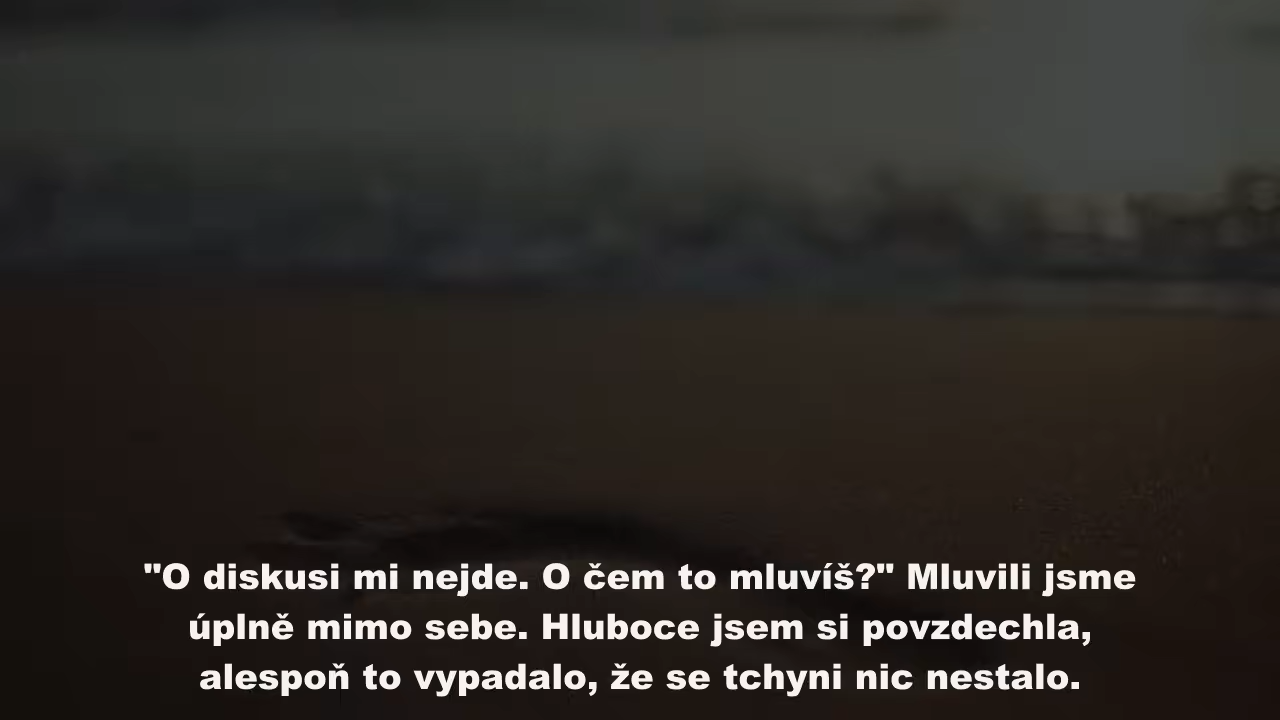 "O diskusi mi nejde. O čem to mluvíš?" Mluvili jsme
úplně mimo sebe. Hluboce jsem si povzdechla,
alespoň to vypadalo, že se tchyni nic nestalo.